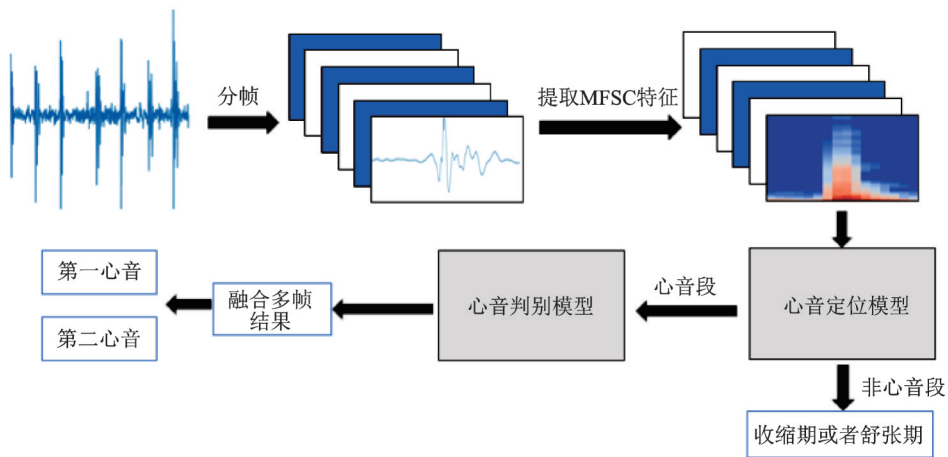 分帧
提取MFSC特征
第一心音
第二心音
融合多帧
结果
心音判别模型
心音段
心音定位模型
非心音段
收缩期或者舒张期